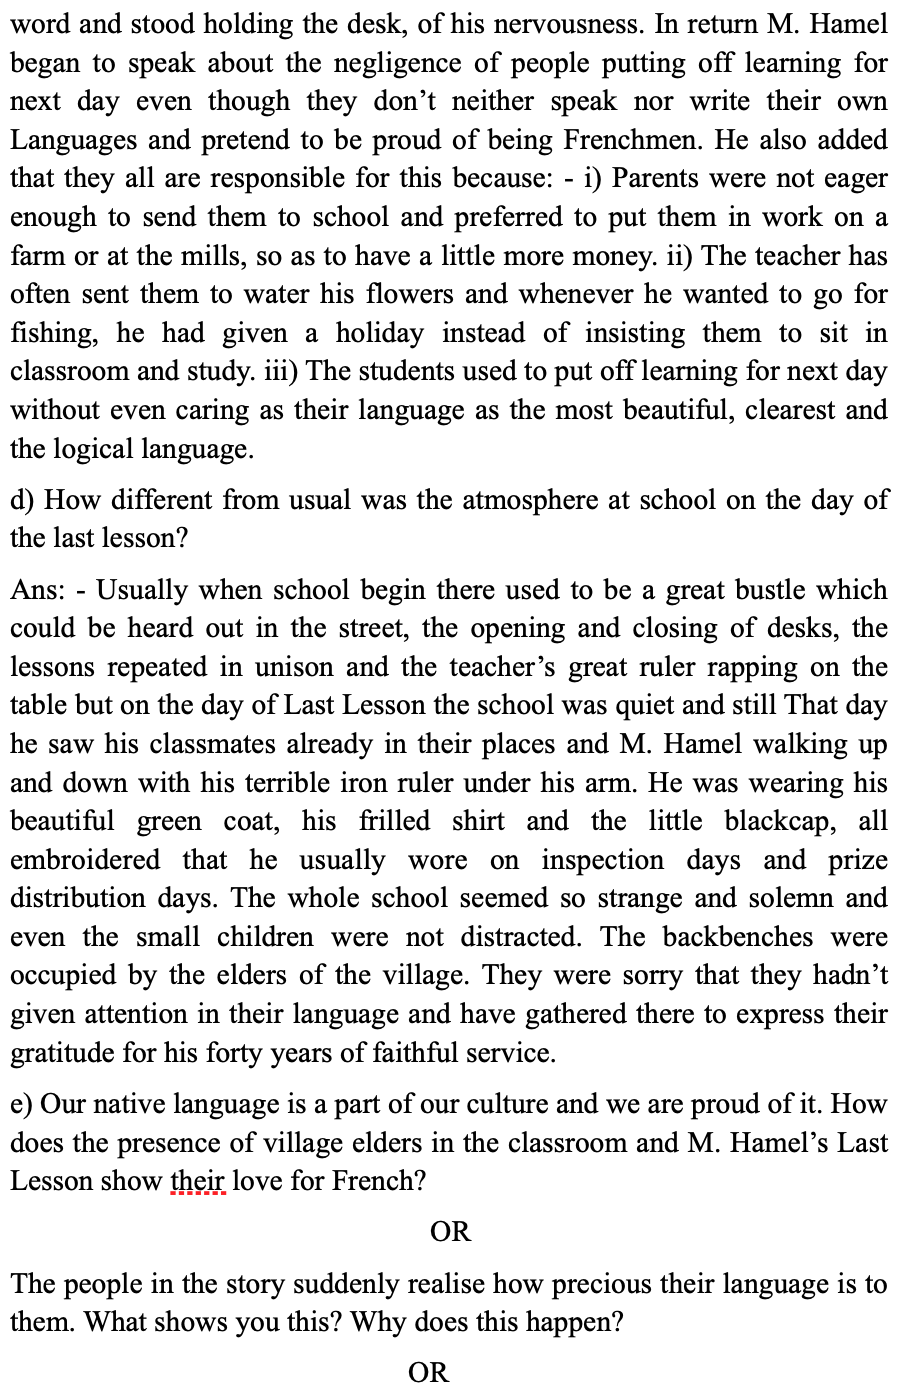 word and stood holding the desk, of his nervousness. In return M. Hamel
began to speak about the negligence of people putting off learning for
next day even though they don’t neither speak nor write their own
Languages and pretend to be proud of being Frenchmen. He also added
that they all are responsible for this because: - i) Parents were not eager
enough to send them to school and preferred to put them in work on a
farm or at the mills, so as to have a little more money. ii) The teacher has
often sent them to water his flowers and whenever he wanted to go for
fishing, he had given a holiday instead of insisting them to sit in
classroom and study. iii) The students used to put off learning for next day
without even caring as their language as the most beautiful, clearest and
the logical language.
d) How different from usual was the atmosphere at school on the day of
the last lesson?
Ans: - Usually when school begin there used to be a great bustle which
could be heard out in the street, the opening and closing of desks, the
lessons repeated in unison and the teacher’s great ruler rapping on the
table but on the day of Last Lesson the school was quiet and still That day
he saw his classmates already in their places and M. Hamel walking up
and down with his terrible iron ruler under his arm. He was wearing his
beautiful green coat, his frilled shirt and the little blackcap, all
embroidered that he usually wore on inspection days and prize
distribution days. The whole school seemed so strange and solemn and
even the small children were not distracted. The backbenches were
occupied by the elders of the village. They were sorry that they hadn’t
given attention in their language and have gathered there to express their
gratitude for his forty years of faithful service.
e) Our native language is a part of our culture and we are proud of it. How
does the presence of village elders in the classroom and M. Hamel’s Last
Lesson show their love for French?
OR
The people in the story suddenly realise how precious their language is to
them. What shows you this? Why does this happen?
OR